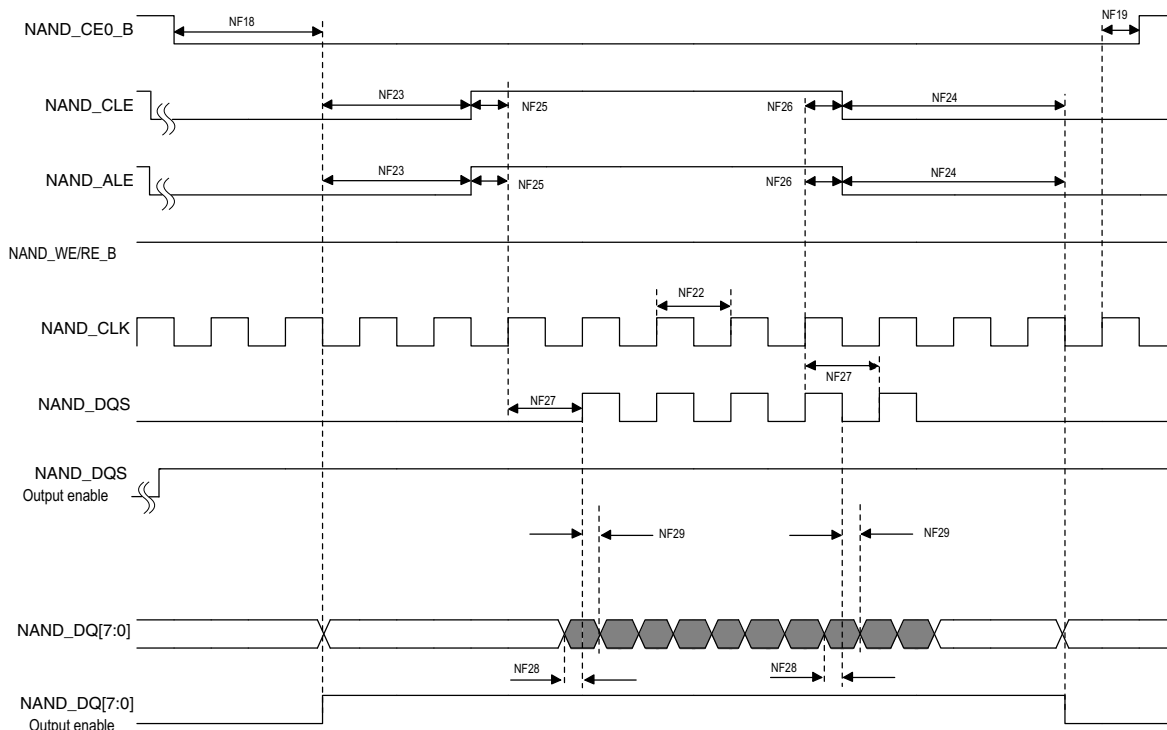 NAND_CE0_B
NF18
NF19
NAND_CLE
NF23
NF25
NF26
NF24
NAND_ALE
NF23
NF25
NF26
NF24
NAND_WE/RE_B
NF22
NAND_CLK
NF27
NAND_DQS
NF27
NAND_DQS
Output enable
NF29
NF29
NAND_DQ[7:0]
NF28
NF28
NAND_DQ[7:0]
Output enable